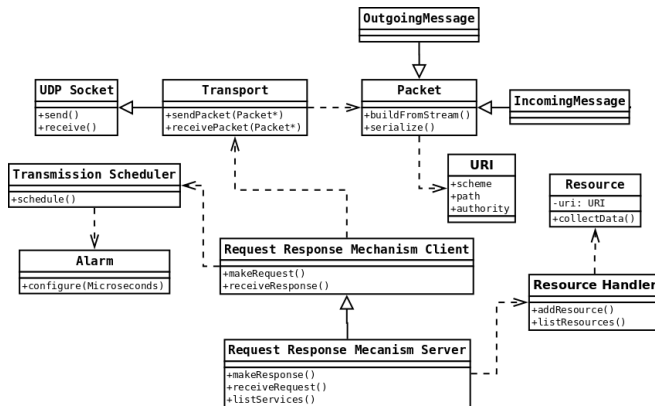 OutgoingMessage
UDP Socket
+send()
+receive()
Transport
+sendPacket(Packet*)
+receivePacket(Packet*)
Packet
+buildFromStream()
+serialize()
IncomingMessage
Transmission Scheduler
+schedule()
URI
+scheme
+path
+authority
Resource
-uri: URI
+collectData()
Alarm
+configure(Microseconds)
Request Response Mechanism Client
+makeRequest()
+receiveResponse()
Resource Handler
+addResource()
+listResources()
Request Response Mecanism Server
+makeResponse()
+receiveRequest()
+listServices()